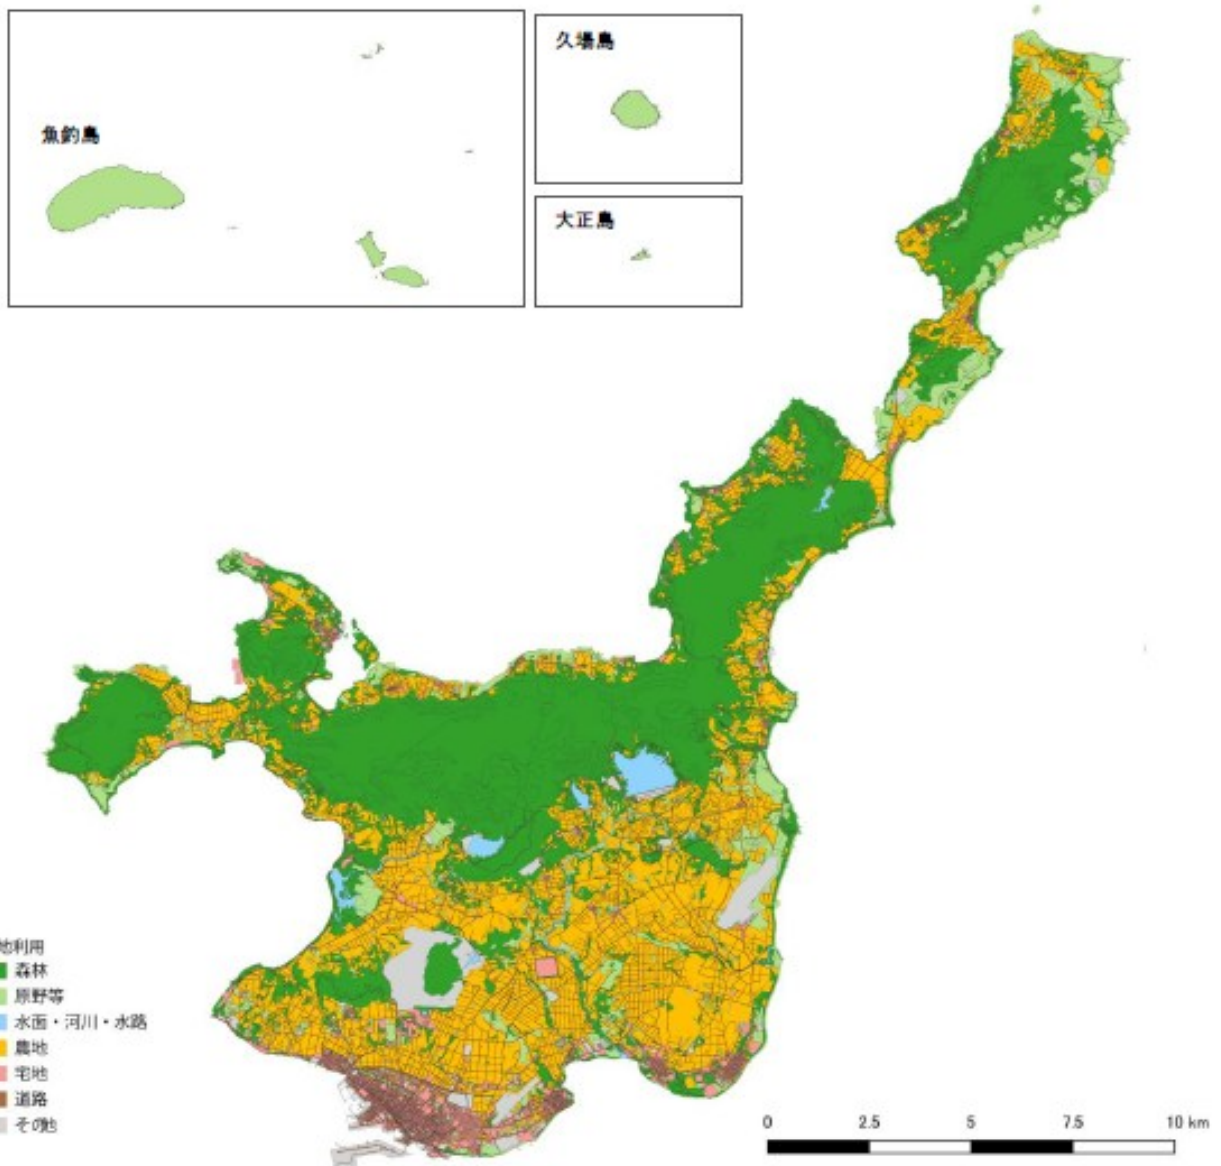 魚釣島
久場島
大正島
地利用
森林
原野等
水面・河川・水路
農地
宅地
道路
その他
0 2.5 5 7.5 10 km